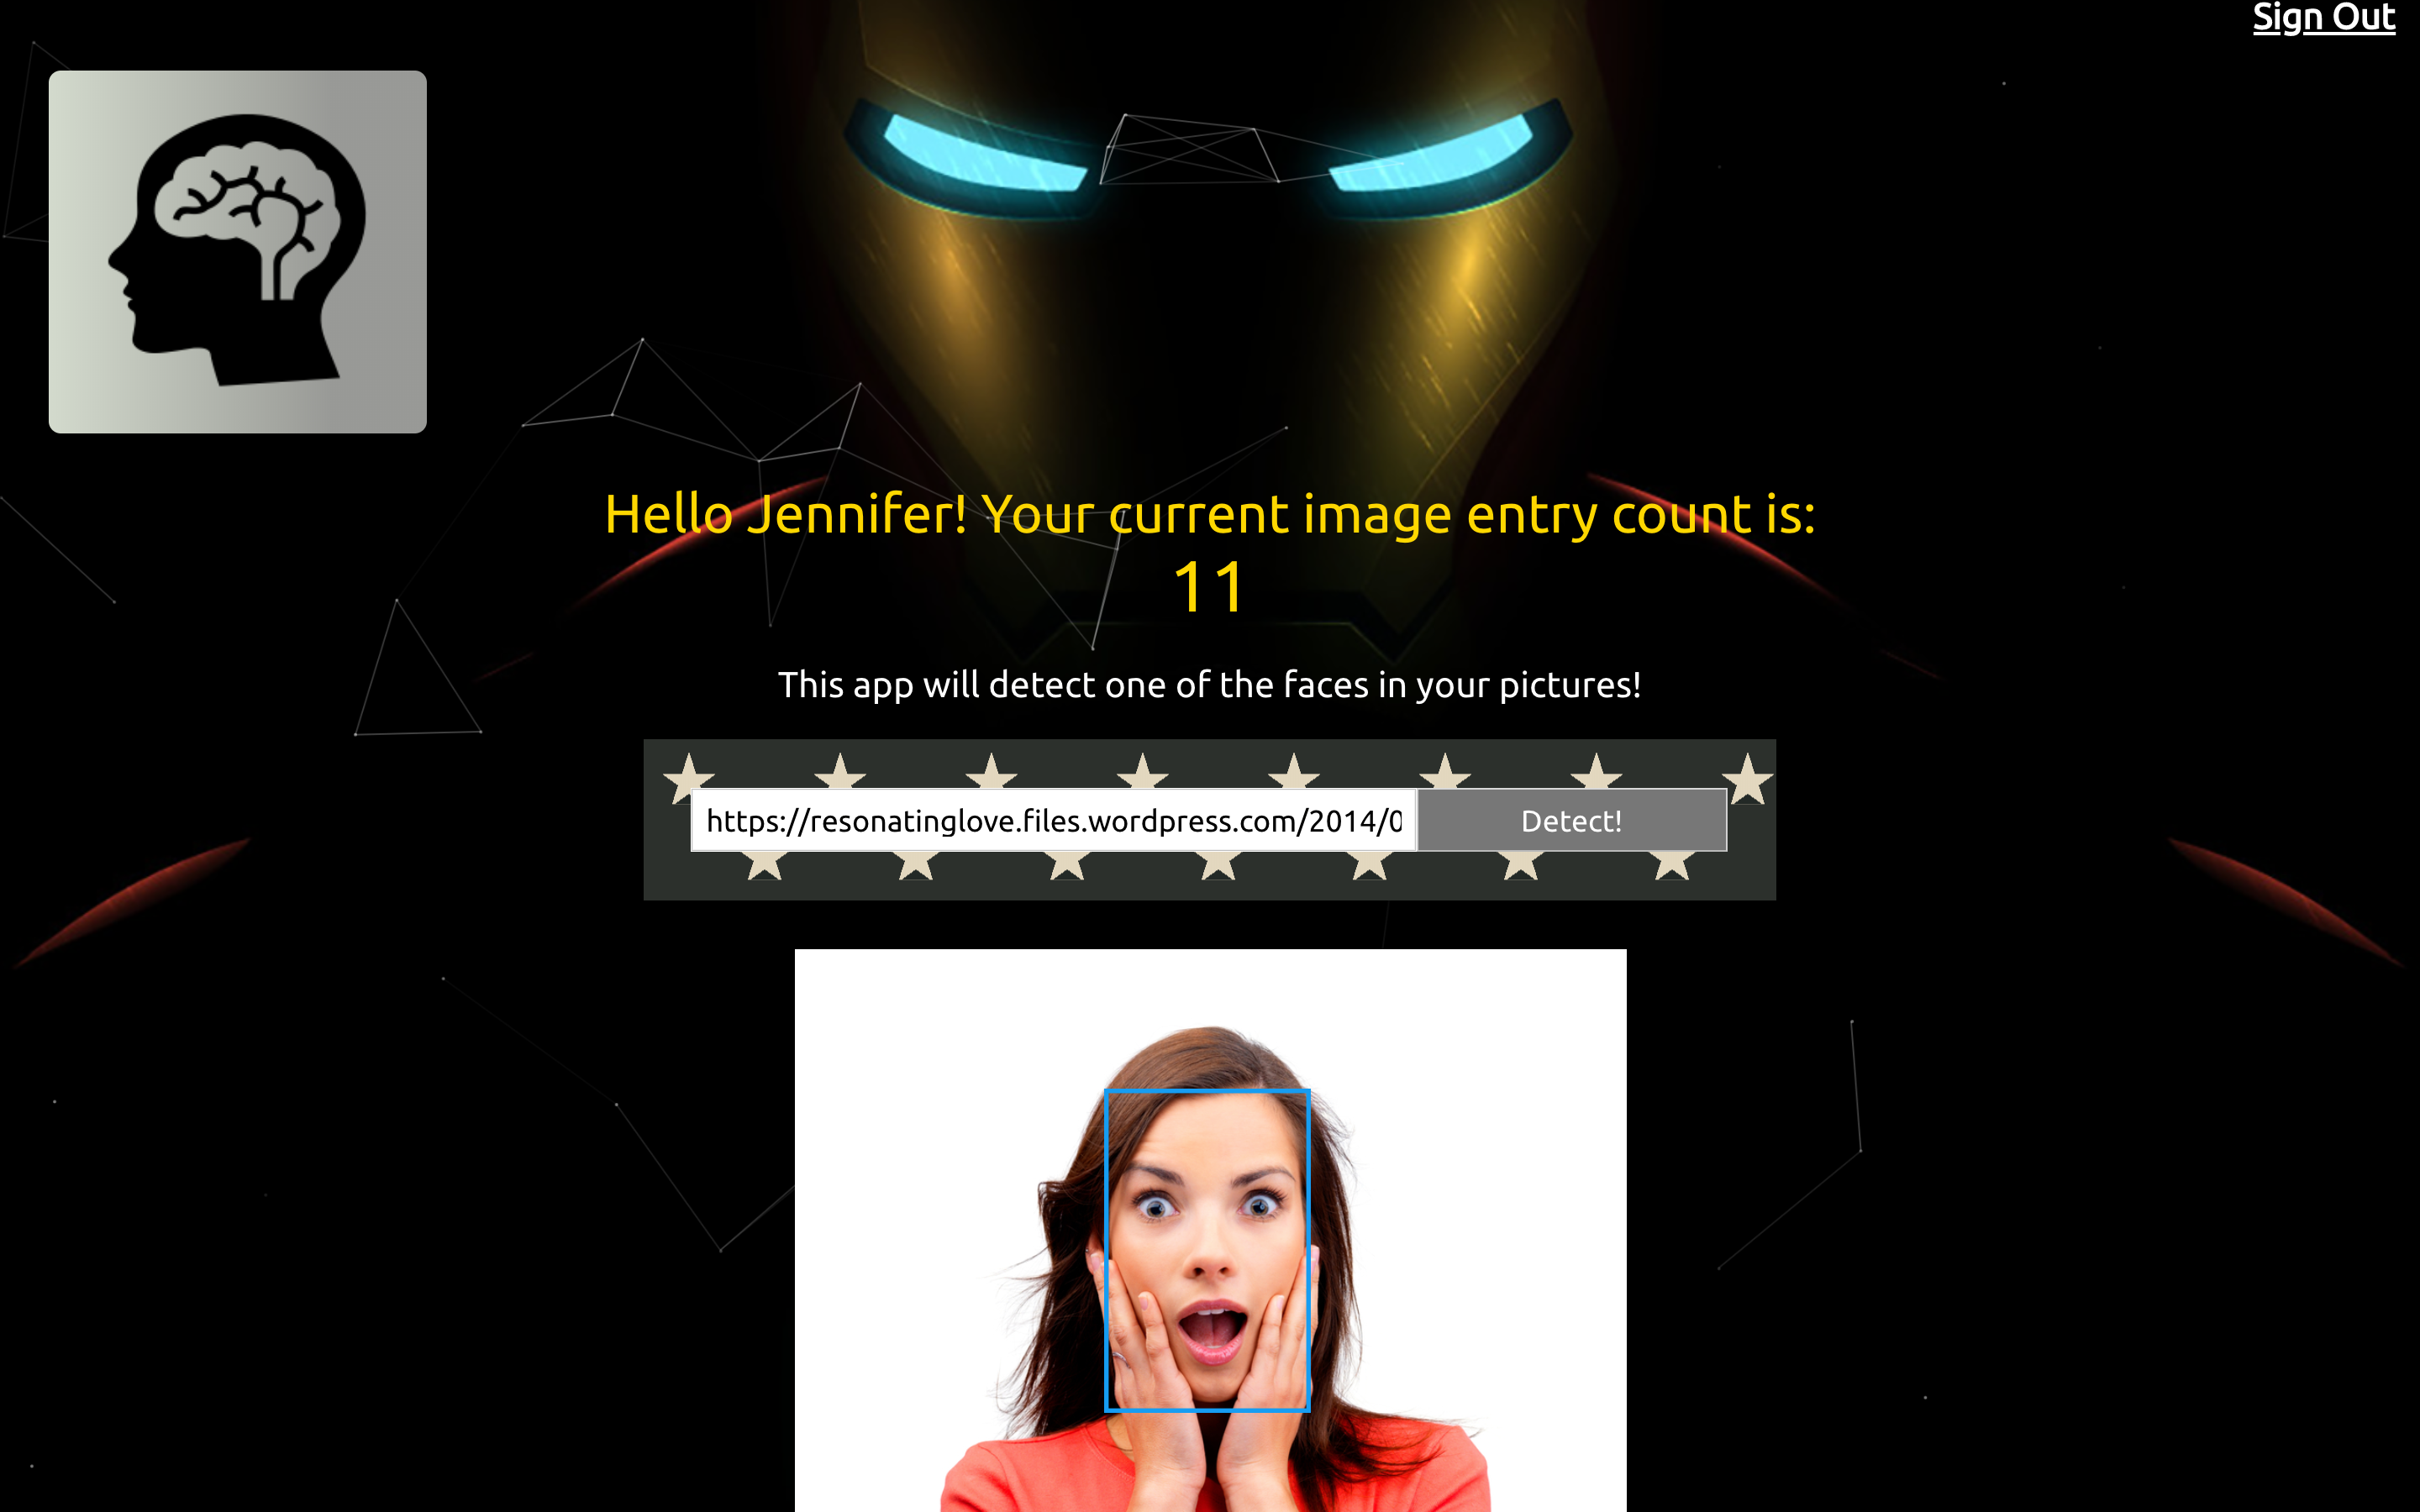 Sign Out
Hello Jennifer! Your current image entry count is:
11
This app will detect one of the faces in your pictures!
https://resonatinglove.files.wordpress.com/2014/0
Detect!